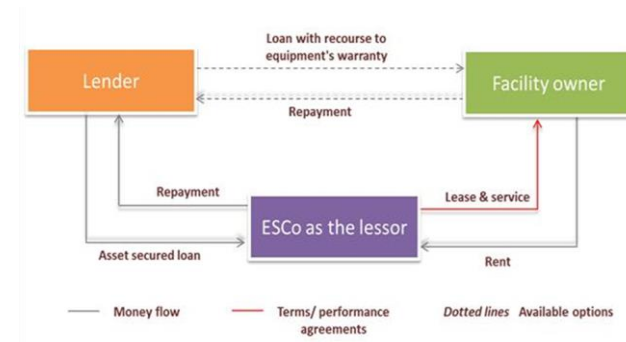 Loan with recourse to
equipment's warranty
Lender
Facility owner
Repayment
Repayment
Lease & service
ESCo as the lessor
Asset secured loan
Rent
Money flow
Terms/ performance
agreements
Dotted lines Available options